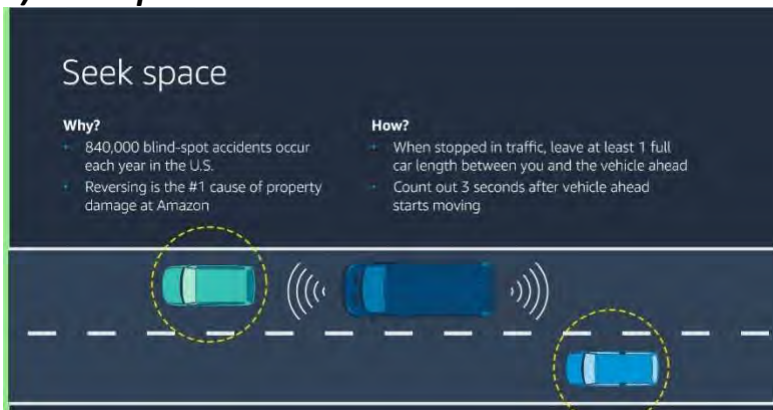 Seek space
Why?
• 840,000 blind-spot accidents occur
each year in the U.S.
• Reversing is the #1 cause of property
damage at Amazon
How?
• When stopped in traffic, leave at least 1 full
car length between you and the vehicle ahead
• Count out 3 seconds after vehicle ahead
starts moving